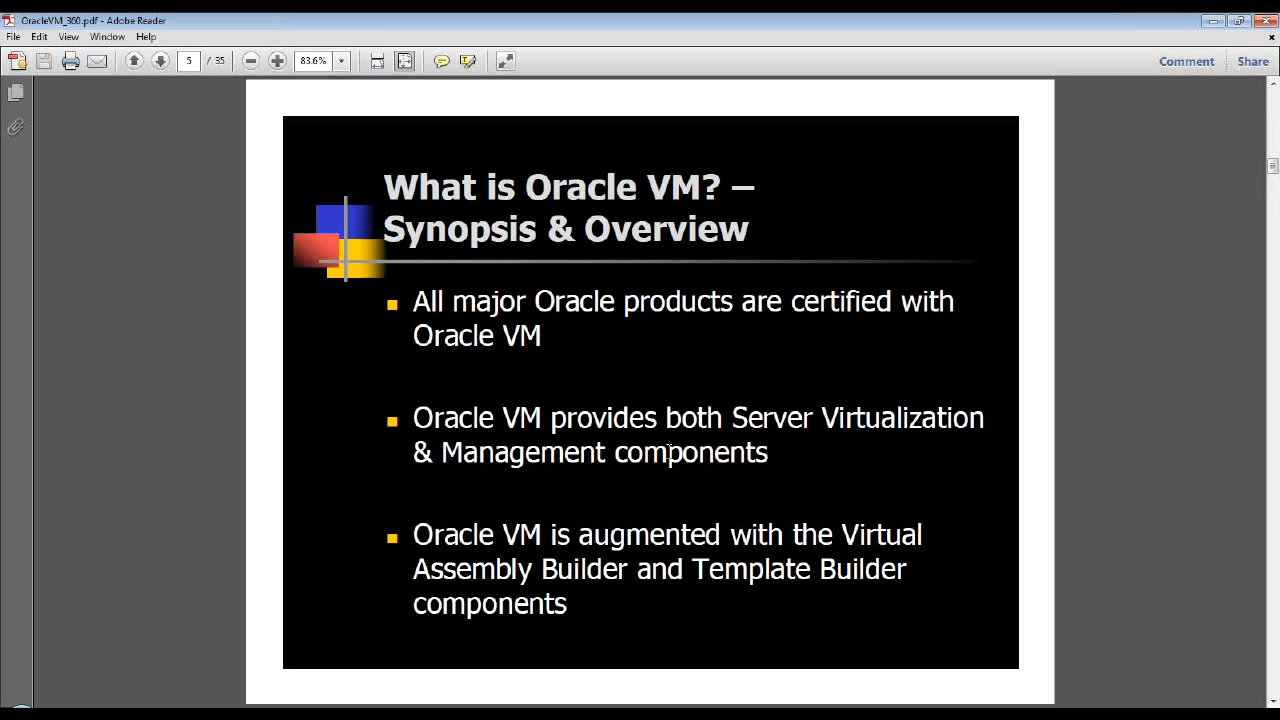 OracleVM_360.pdf - Adobe Reader
File Edit View Window Help
5 / 35 83.6% Comment Share
What is Oracle VM? –
Synopsis & Overview
All major Oracle products are certified with
Oracle VM
Oracle VM provides both Server Virtualization
& Management components
Oracle VM is augmented with the Virtual
Assembly Builder and Template Builder
components